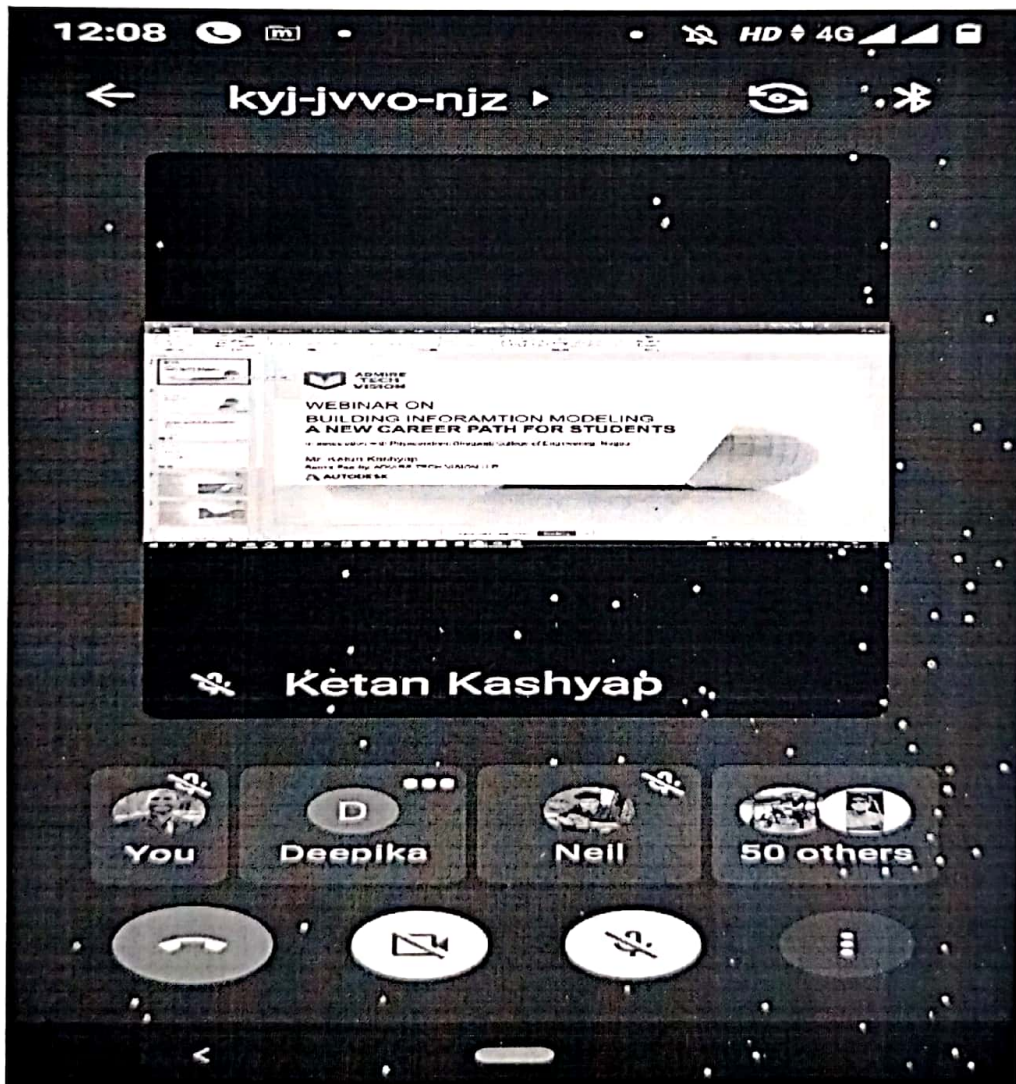 12:08
HD 4G
kyj-jvvo-njz
ADMIRE
TECH
VISION
WEBINAR ON
BUILDING INFORAMTION MODELING
A NEW CAREER PATH FOR STUDENTS
Mr. Ketan Kashyap
AUTODESK
Ketan Kashyap
D
You
Deepika
Neil
50 others